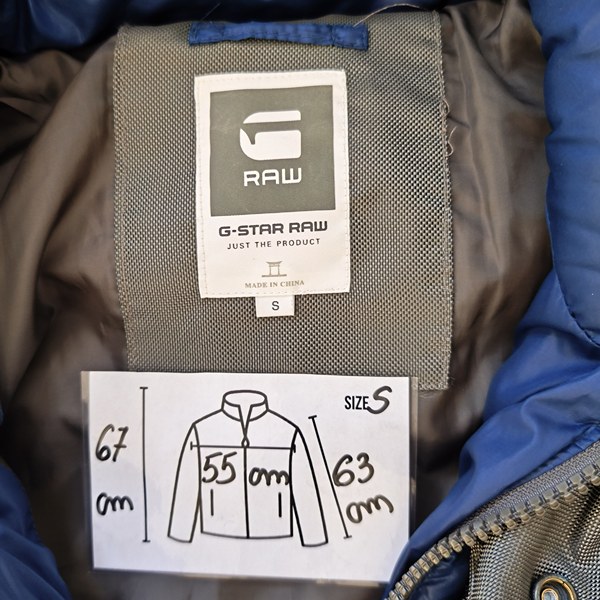 RAW
G-STAR RAW
JUST THE PRODUCT
MADE IN CHINA
S
SIZE S
67
cm
55 cm
63
cm